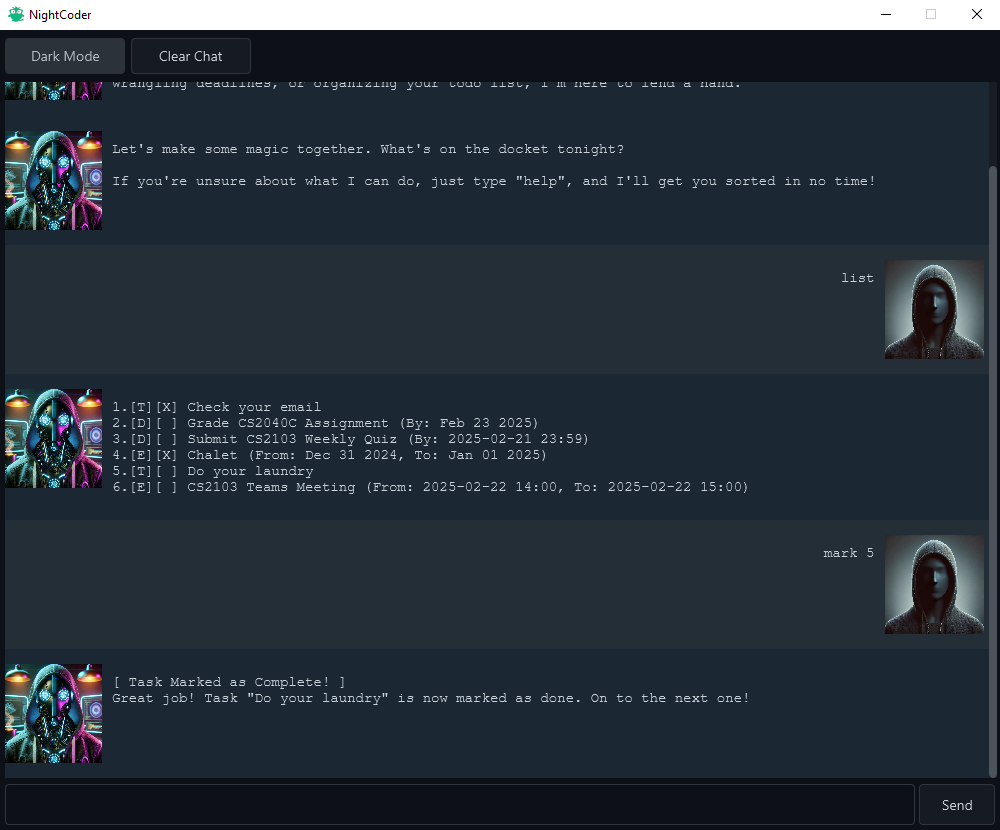 NightCoder
Dark Mode
Clear Chat
wrangling deadlines, or organizing your todo list, I'm here to lend a hand.
Let's make some magic together. What's on the docket tonight?
If you're unsure about what I can do, just type "help", and I'll get you sorted in no time!
list
1.[T][X] Check your email
2.[D][ ] Grade CS2040C Assignment (By: Feb 23 2025)
3.[D][ ] Submit CS2103 Weekly Quiz (By: 2025-02-21 23:59)
4.[E][X] Chalet (From: Dec 31 2024, To: Jan 01 2025)
5.[T][ ] Do your laundry
6.[E][ ] CS2103 Teams Meeting (From: 2025-02-22 14:00, To: 2025-02-22 15:00)
mark 5
[ Task Marked as Complete! ]
Great job! Task "Do your laundry" is now marked as done. On to the next one!
Send